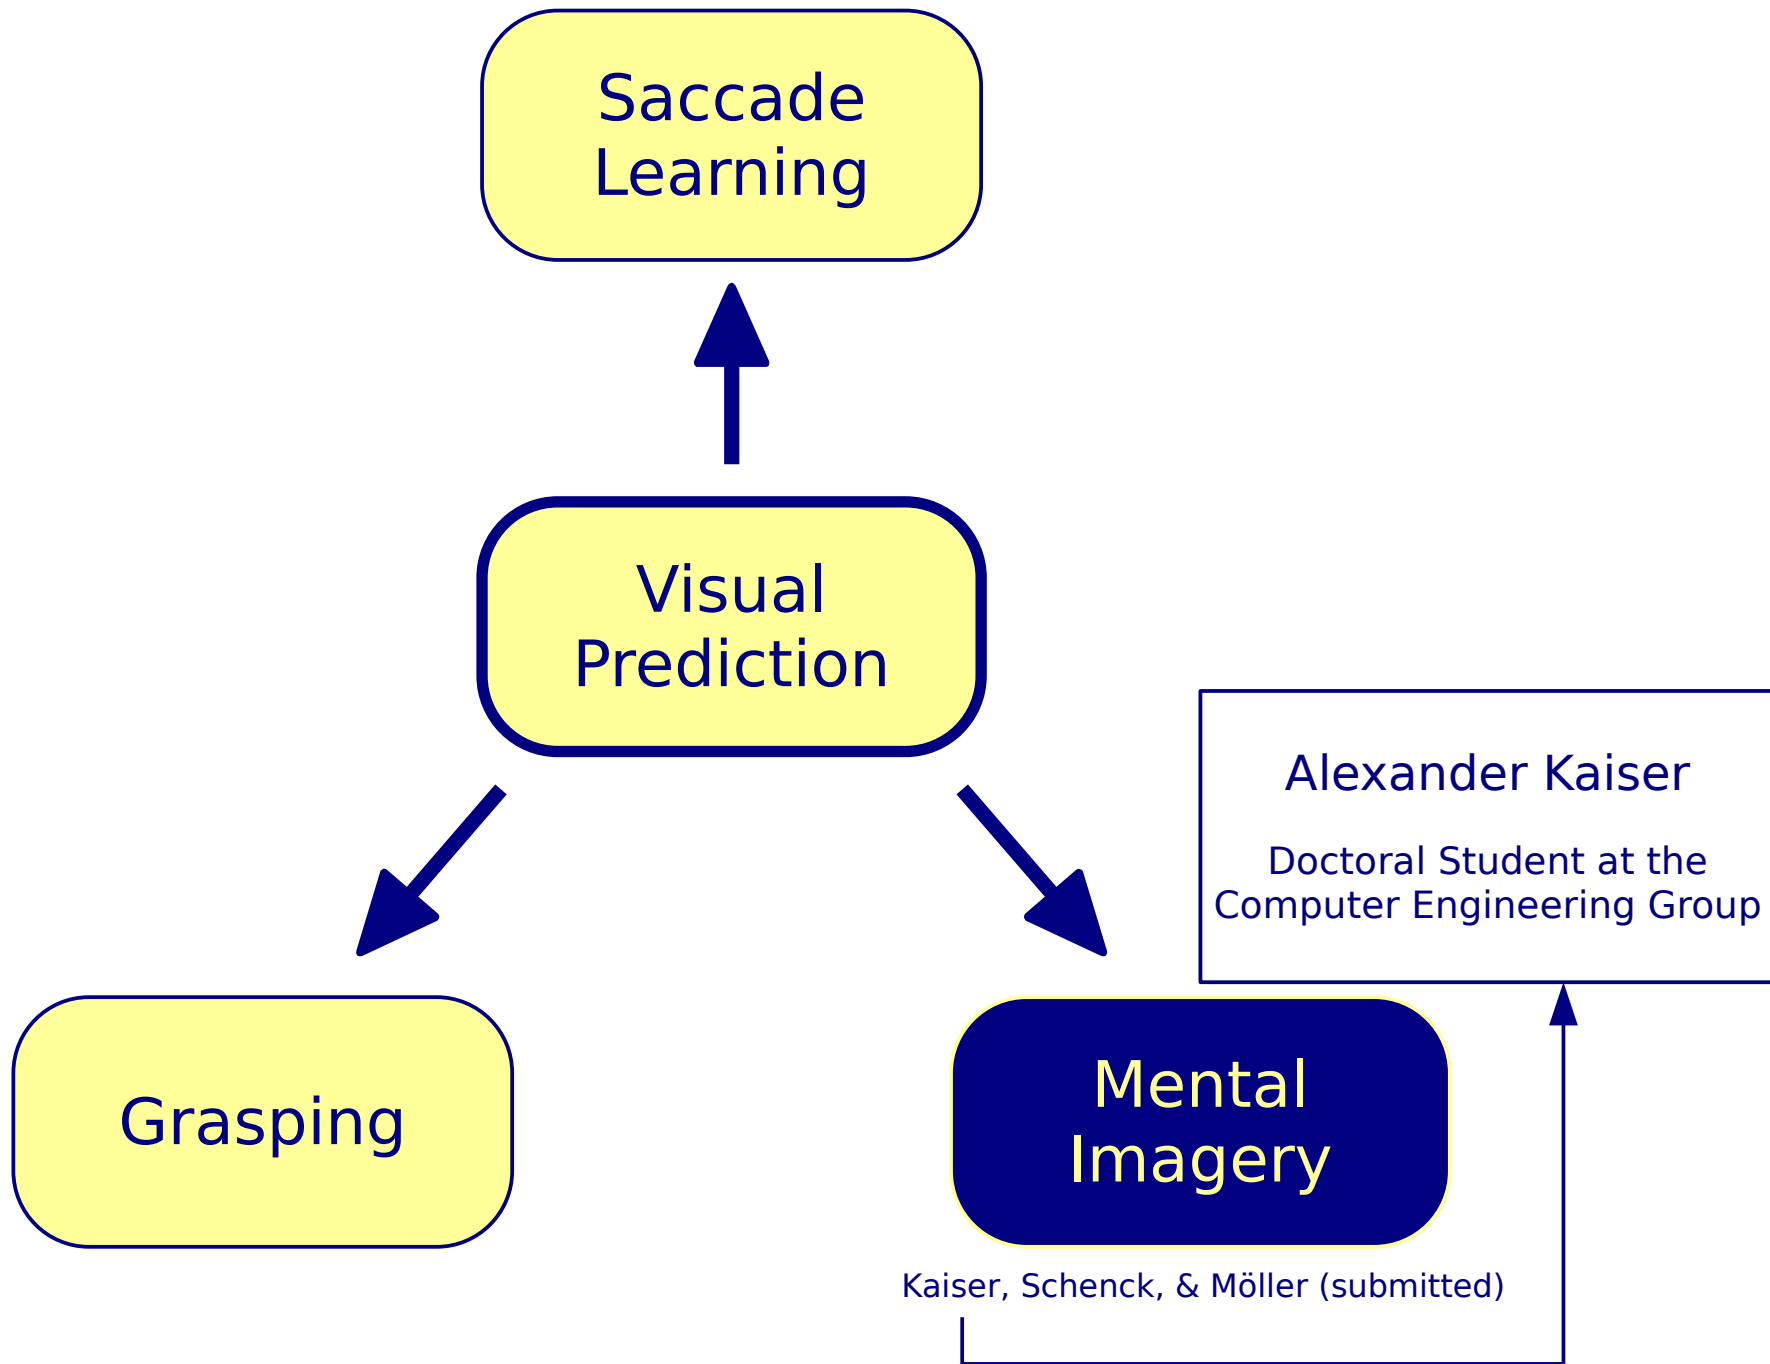 Saccade
Learning
Visual
Prediction
Alexander Kaiser
Doctoral Student at the
Computer Engineering Group
Grasping
Mental
Imagery
Kaiser, Schenck, & Möller (submitted)